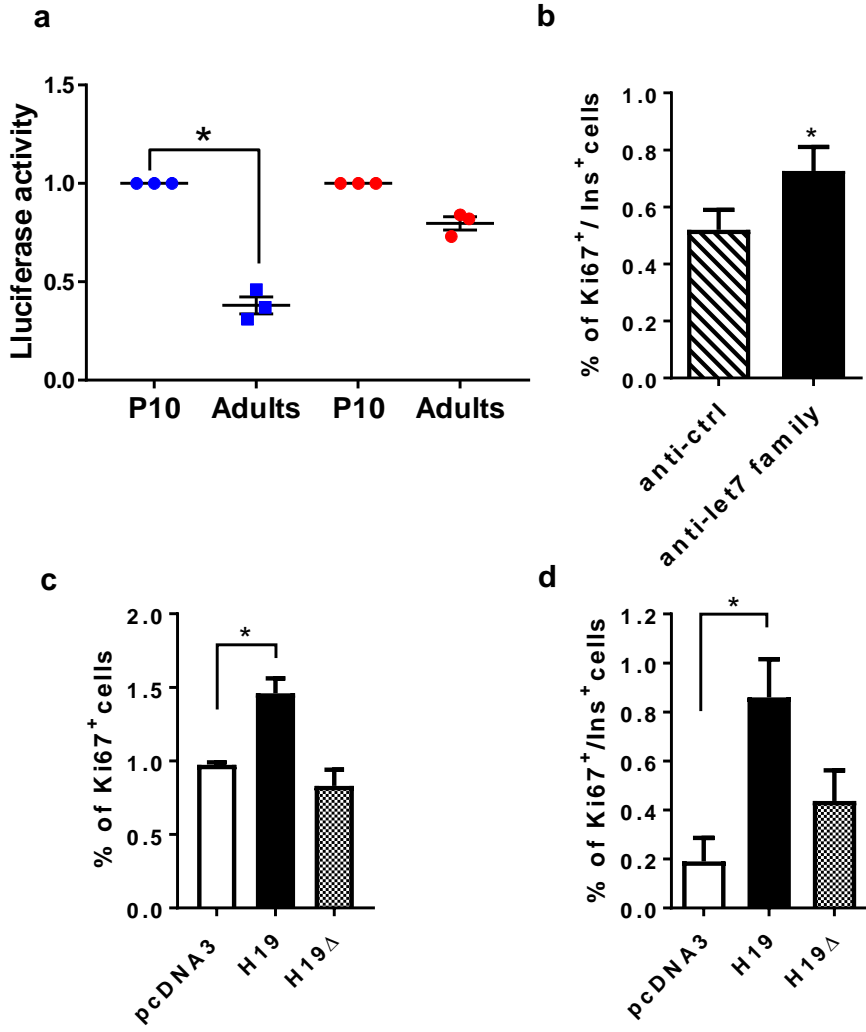 a
Lluciferase activity
1.5
1.0
0.5
0.0
*
P10 Adults P10 Adults
b
% of Ki67+/ Ins+cells
1.0
0.8
0.6
0.4
0.2
0.0
*
anti-ctrl
anti-let7 family
c
% of Ki67+cells
2.0
1.5
1.0
0.5
0.0
*
pcDNA3
H19
H19Δ
d
% of Ki67+/Ins+cells
1.2
1.0
0.8
0.6
0.4
0.2
0.0
*
pcDNA3
H19
H19Δ